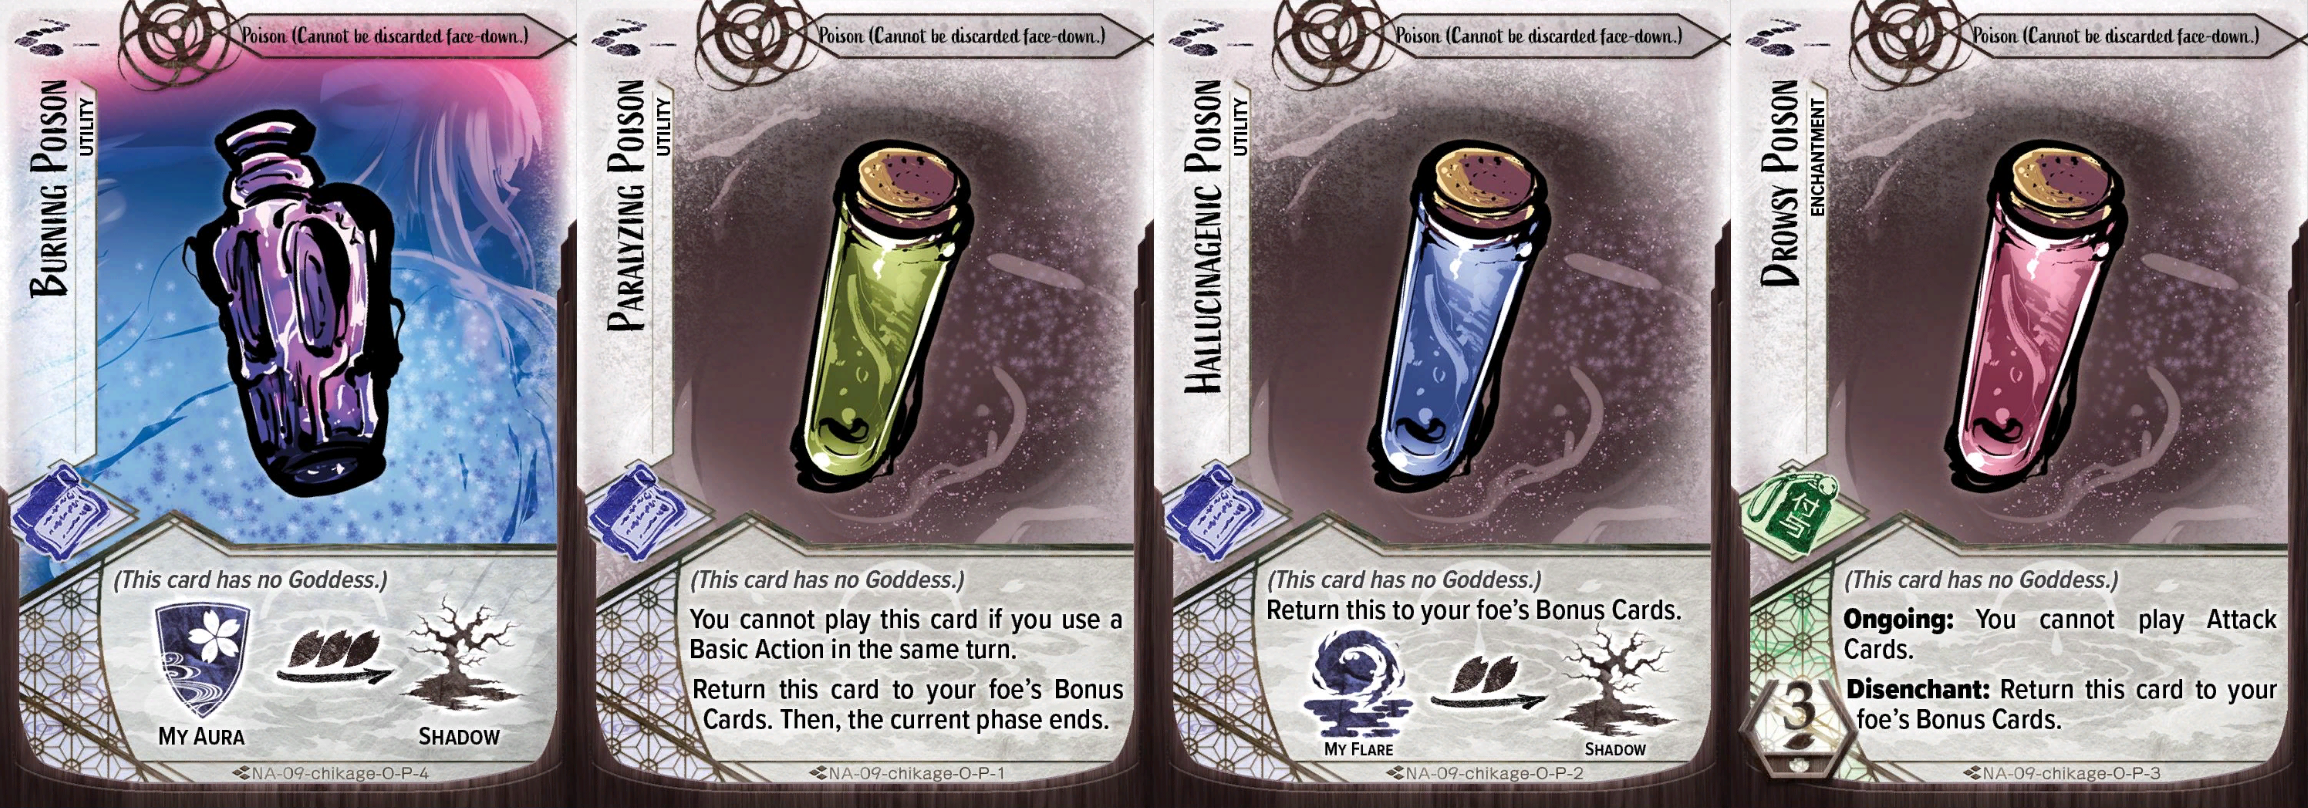 Poison (Cannot be discarded face-down.)
BURNING POISON
UTILITY
(This card has no Goddess.)
MY AURA
SHADOW
NA-09-chikage-O-P-4
Poison (Cannot be discarded face-down.)
PARALYZING POISON
UTILITY
(This card has no Goddess.)
You cannot play this card if you use a
Basic Action in the same turn.
Return this card to your foe's Bonus
Cards. Then, the current phase ends.
NA-09-chikage-O-P-1
Poison (Cannot be discarded face-down.)
HALLUCINAGENIC POISON
UTILITY
(This card has no Goddess.)
Return this to your foe's Bonus Cards.
MY FLARE
SHADOW
NA-09-chikage-O-P-2
Poison (Cannot be discarded face-down.)
DROWSY POISON
ENCHANTMENT
付与
(This card has no Goddess.)
Ongoing: You cannot play Attack
Cards.
Disenchant: Return this card to your
foe's Bonus Cards.
3
NA-09-chikage-O-P-3